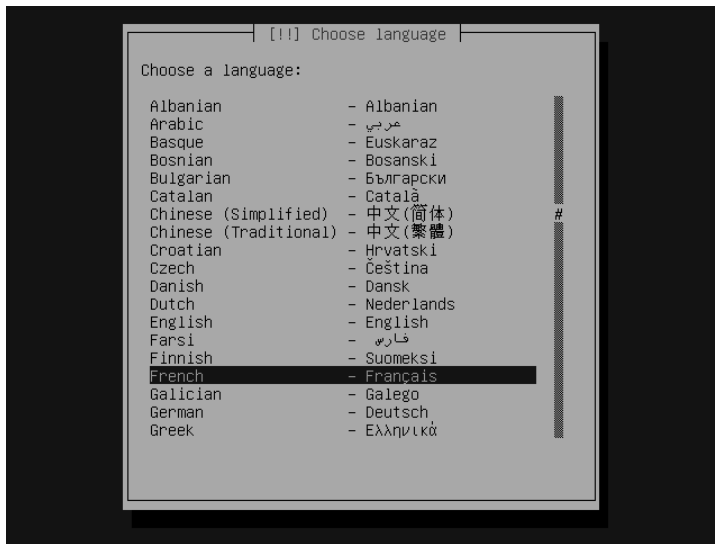 [!!] Choose language
Choose a language:
Albanian - Albanian
Arabic - عربي
Basque - Euskaraz
Bosnian - Bosanski
Bulgarian - Български
Catalan - Català
Chinese (Simplified) - 中文(简体)
Chinese (Traditional) - 中文(繁體)
Croatian - Hrvatski
Czech - Čeština
Danish - Dansk
Dutch - Nederlands
English - English
Farsi - فارسی
Finnish - Suomeksi
French - Français
Galician - Galego
German - Deutsch
Greek - Ελληνικά
#